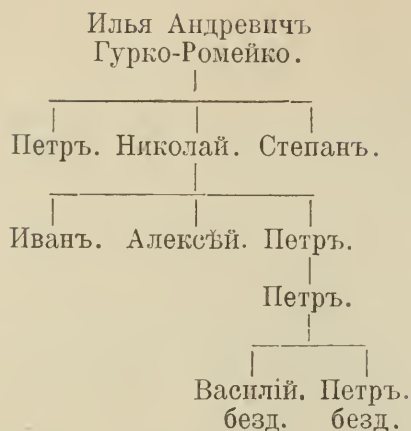 Илья Андревичъ
Гурко-Ромейко.
Петръ. Николай. Степанъ.
Иванъ. Алексѣй. Петръ.
Петръ.
Василій. Петръ.
безд. безд.